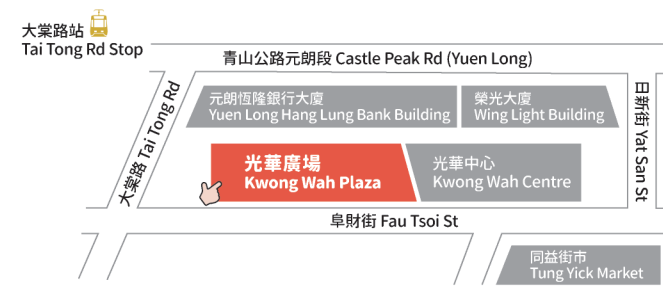 大棠路站
Tai Tong Rd Stop
青山公路元朗段 Castle Peak Rd (Yuen Long)
元朗恆隆銀行大廈
Yuen Long Hang Lung Bank Building
榮光大廈
Wing Light Building
大棠路 Tai Tong Rd
日新街 Yat San St
光華廣場
Kwong Wah Plaza
光華中心
Kwong Wah Centre
阜財街 Fau Tsoi St
同益街市
Tung Yick Market